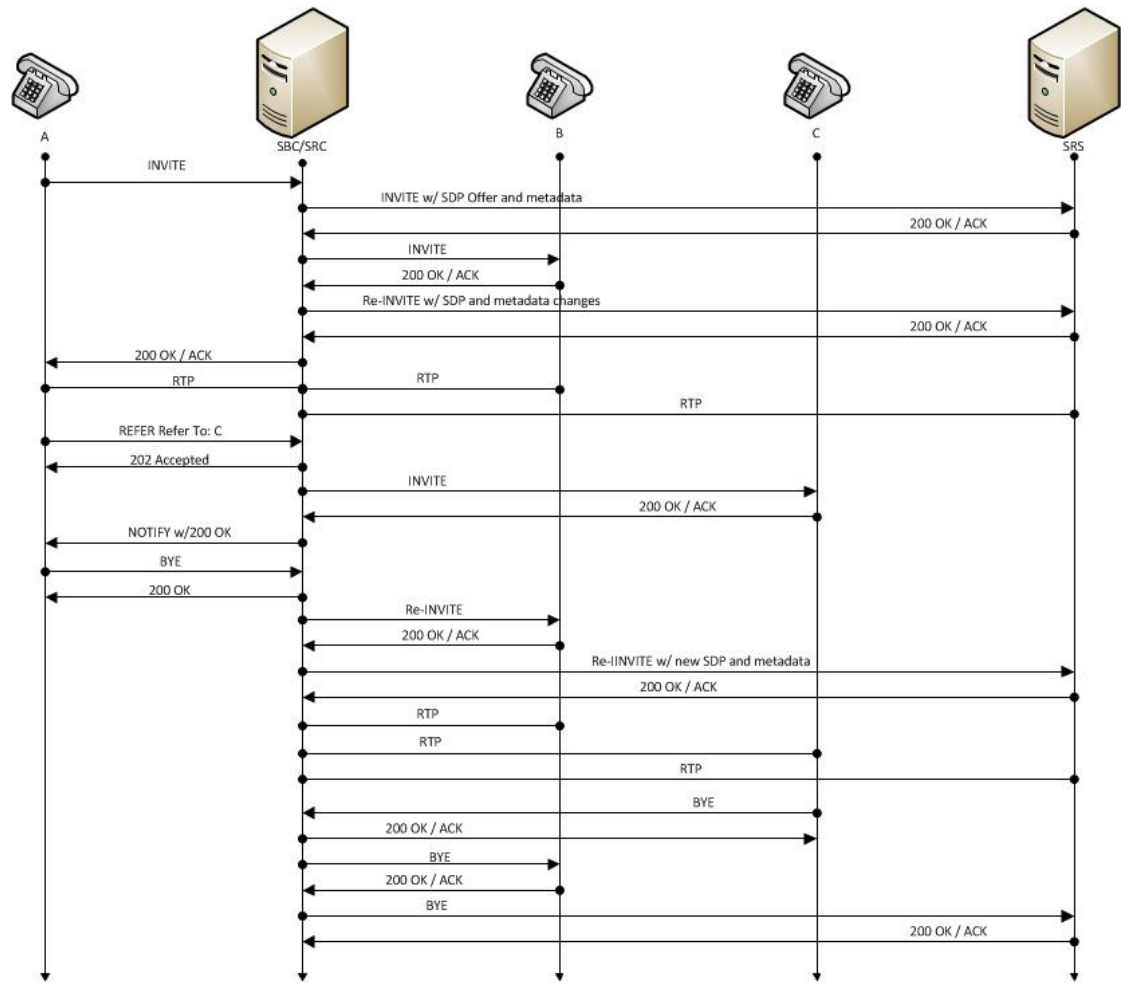 A
SBC/SRC
B
C
SRS
INVITE
INVITE w/ SDP Offer and metadata
200 OK / ACK
INVITE
200 OK / ACK
Re-INVITE w/ SDP and metadata changes
200 OK / ACK
200 OK / ACK
RTP
RTP
RTP
REFER Refer To: C
202 Accepted
INVITE
200 OK / ACK
NOTIFY w/200 OK
BYE
200 OK
Re-INVITE
200 OK / ACK
Re-IINVITE w/ new SDP and metadata
200 OK / ACK
RTP
RTP
RTP
BYE
200 OK / ACK
BYE
200 OK / ACK
BYE
200 OK / ACK